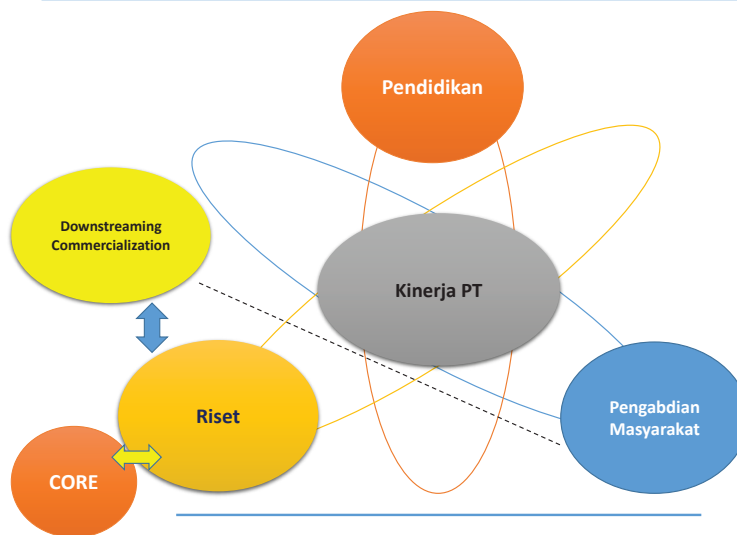 Pendidikan
Downstreaming
Commercialization
Kinerja PT
Riset
Pengabdian
Masyarakat
CORE